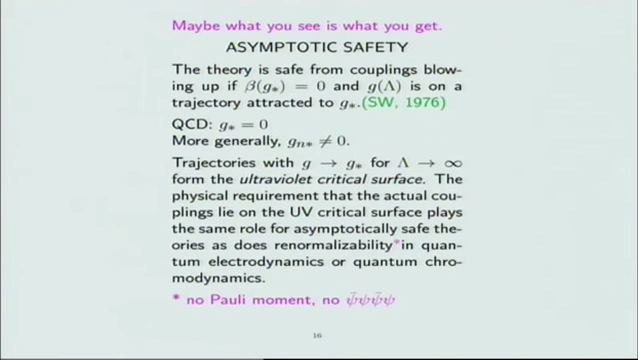 Maybe what you see is what you get.
ASYMPTOTIC SAFETY
The theory is safe from couplings blow-
ing up if β(g∗) = 0 and g(Λ) is on a
trajectory attracted to g∗.(SW, 1976)
QCD: g∗ = 0
More generally, gn∗ ≠ 0.
Trajectories with g → g∗ for Λ → ∞
form the ultraviolet critical surface. The
physical requirement that the actual cou-
plings lie on the UV critical surface plays
the same role for asymptotically safe the-
ories as does renormalizability*in quan-
tum electrodynamics or quantum chro-
modynamics.
* no Pauli moment, no ψ̄ψψ̄ψ
16